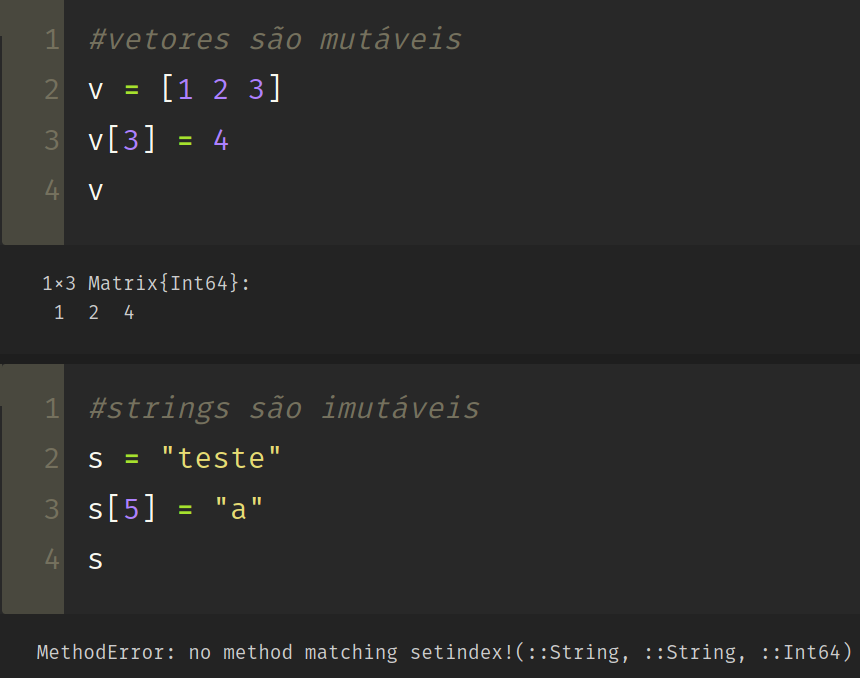 1 #vetores são mutáveis
2 v = [1 2 3]
3 v[3] = 4
4 v
1×3 Matrix{Int64}:
1 2 4
1 #strings são imutáveis
2 s = "teste"
3 s[5] = "a"
4 s
MethodError: no method matching setindex!(::String, ::String, ::Int64)